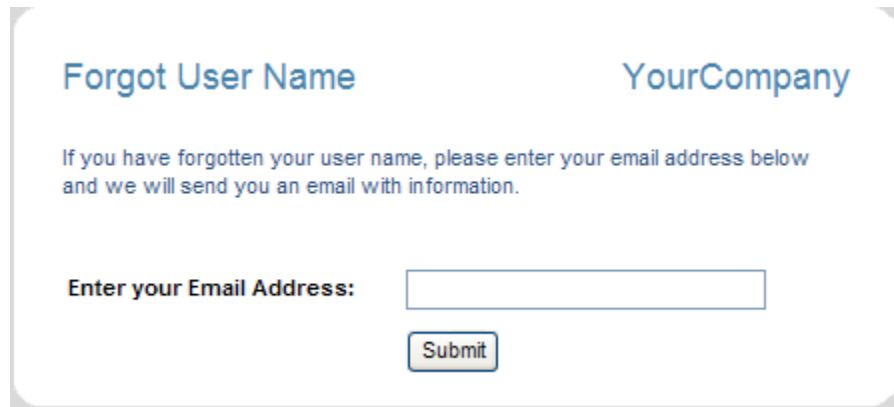 Forgot User Name YourCompany
If you have forgotten your user name, please enter your email address below
and we will send you an email with information.
Enter your Email Address:
Submit